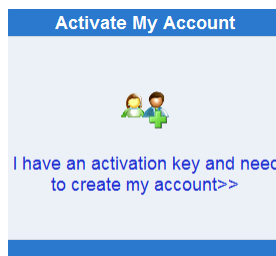 Activate My Account
I have an activation key and need
to create my account>>